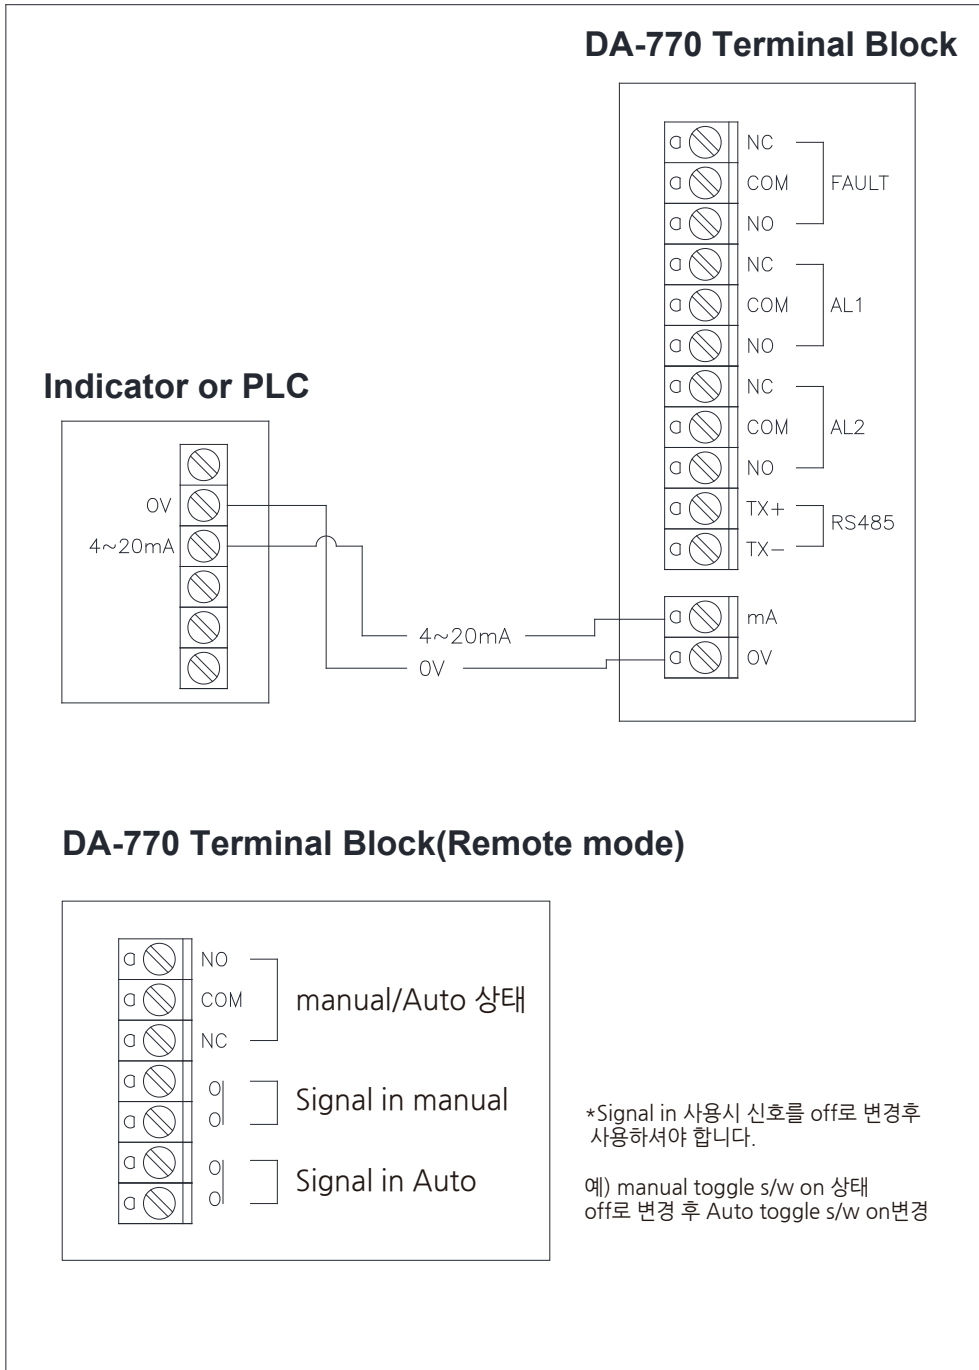 DA-770 Terminal Block
NC
COM
NO
FAULT
NC
COM
NO
AL1
NC
COM
NO
AL2
TX+
TX-
RS485
mA
0V
Indicator or PLC
0V
4~20mA
4~20mA
0V
DA-770 Terminal Block(Remote mode)
NO
COM
NC
manual/Auto 상태
Signal in manual
Signal in Auto
*Signal in 사용시 신호를 off로 변경후
사용하셔야 합니다.
예) manual toggle s/w on 상태
off로 변경 후 Auto toggle s/w on변경